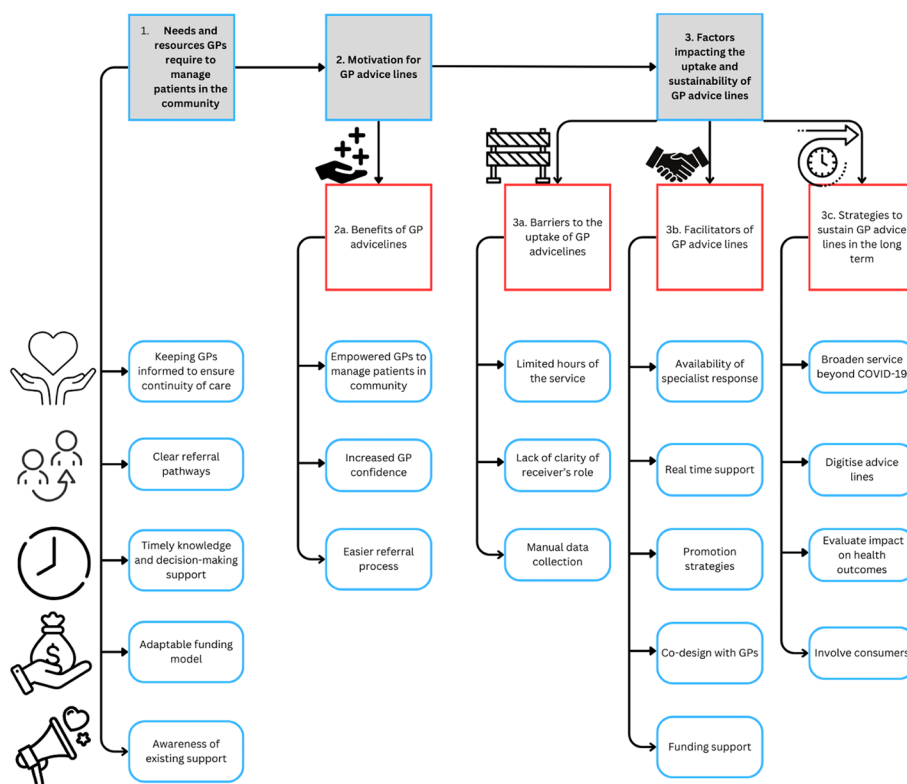 1. Needs and
resources GPs
require to
manage
patients in the
community
2. Motivation for
GP advice lines
3. Factors
impacting the
uptake and
sustainability of
GP advice lines
2a. Benefits of GP
advicelines
3a. Barriers to the
uptake of GP
advicelines
3b. Facilitators of
GP advice lines
3c. Strategies to
sustain GP advice
lines in the long
term
Keeping GPs
informed to ensure
continuity of care
Clear referral
pathways
Timely knowledge
and decision-making
support
Adaptable funding
model
Awareness of
existing support
Empowered GPs to
manage patients in
community
Increased GP
confidence
Easier referral
process
Limited hours of
the service
Lack of clarity of
receiver's role
Manual data
collection
Availability of
specialist response
Real time support
Promotion
strategies
Co-design with GPs
Funding support
Broaden service
beyond COVID-19
Digitise advice
lines
Evaluate impact
on health
outcomes
Involve consumers
$